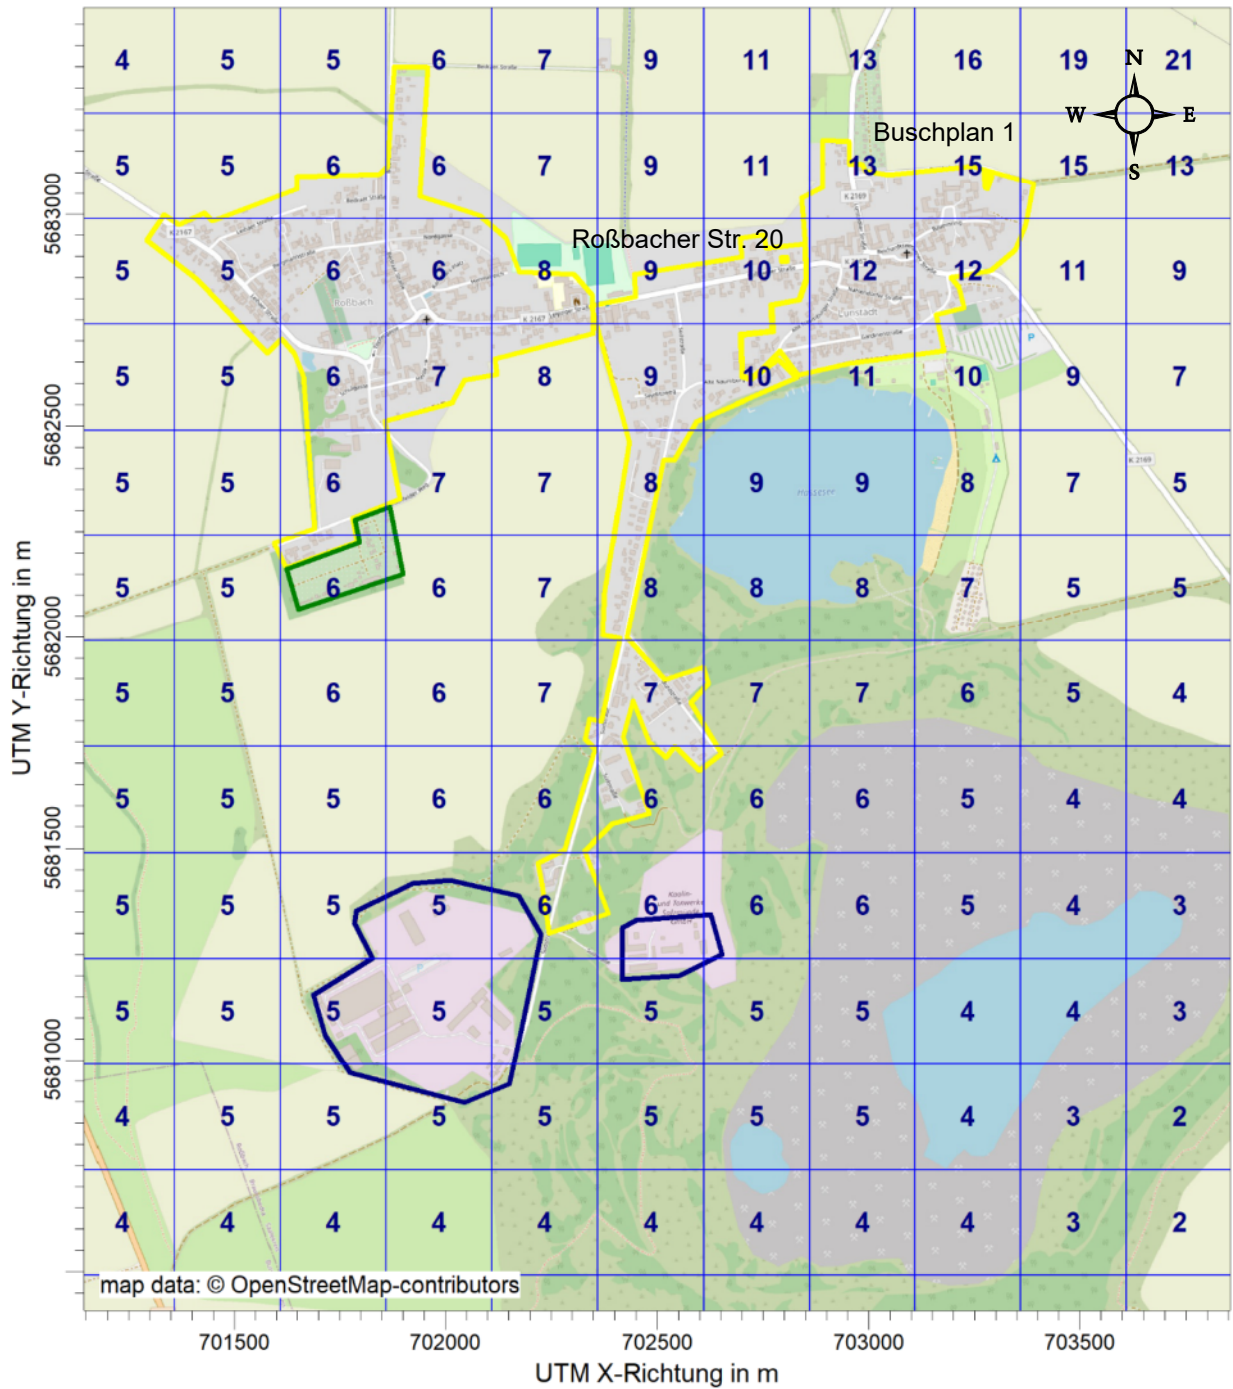 4 5 5 6 7 9 11 13 16 19 21
N
W E
S
Buschplan 1
5 5 6 6 7 9 11 13 15 15 13
K 2169
K 2167
Roßbacher Str. 20
5 5 6 6 8 9 10 12 12 11 9
Roßbach
K 2167
P
5 5 6 7 8 9 10 11 10 9 7
K 2169
5 5 6 7 7 8 9 9 8 7 5
Hassesee
5 5 6 6 7 8 8 8 7 5 5
5 5 6 6 7 7 7 7 6 5 4
5 5 5 6 6 6 6 6 5 4 4
5 5 5 5 6 6 6 6 5 4 3
P
5 5 5 5 5 5 5 5 4 4 3
4 5 5 5 5 5 5 5 4 3 2
4 4 4 4 4 4 4 4 4 3 2
map data: © OpenStreetMap-contributors
5683000
5682500
5682000
5681500
5681000
UTM Y-Richtung in m
701500 702000 702500 703000 703500
UTM X-Richtung in m